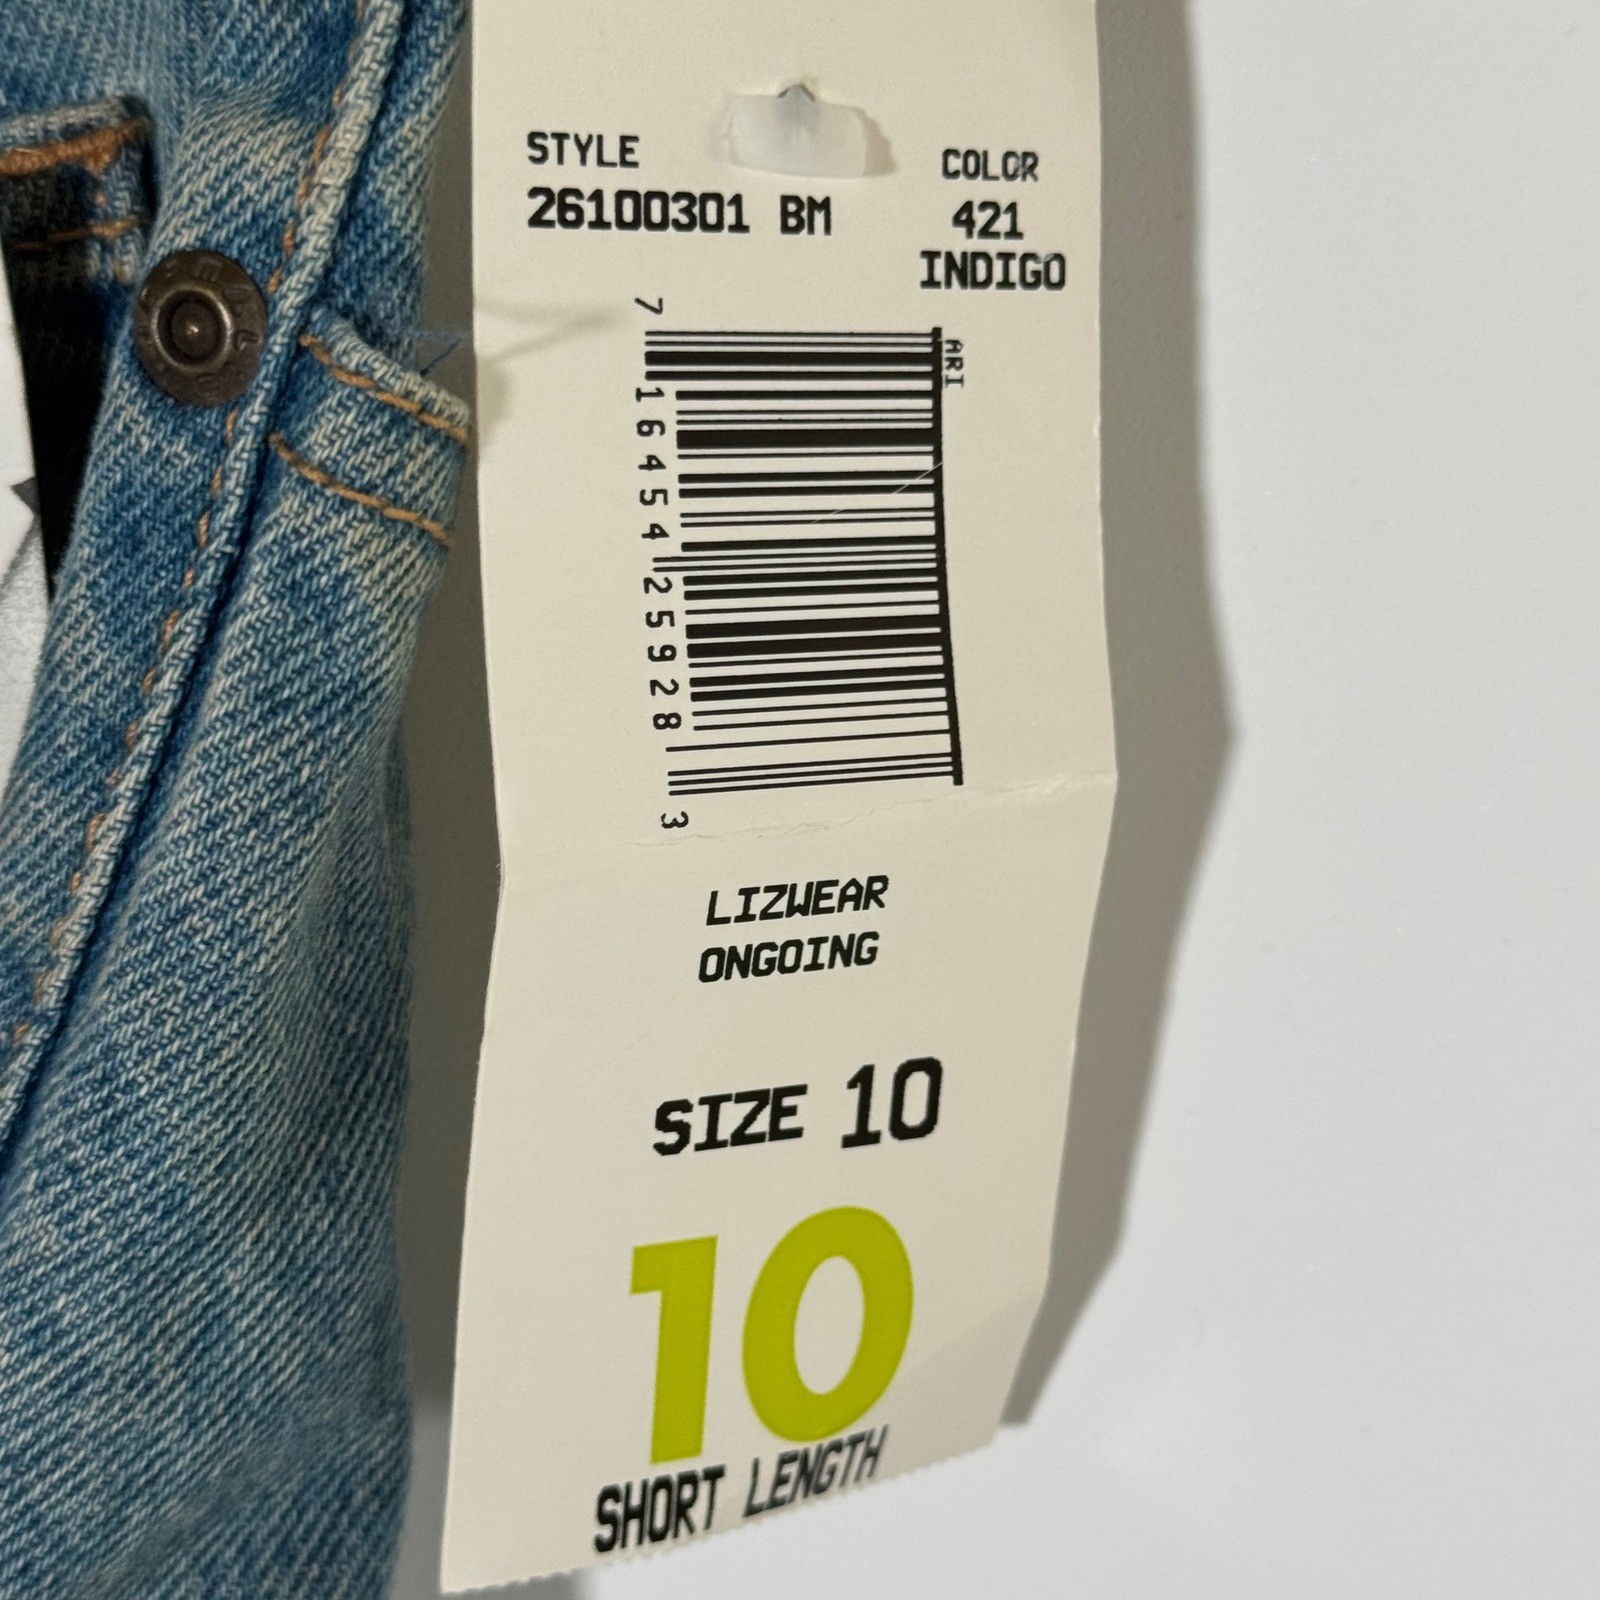 STYLE
26100301 BM
COLOR
421
INDIGO
ARI
7 16454 25928 3
LIZWEAR
ONGOING
SIZE 10
10
SHORT LENGTH